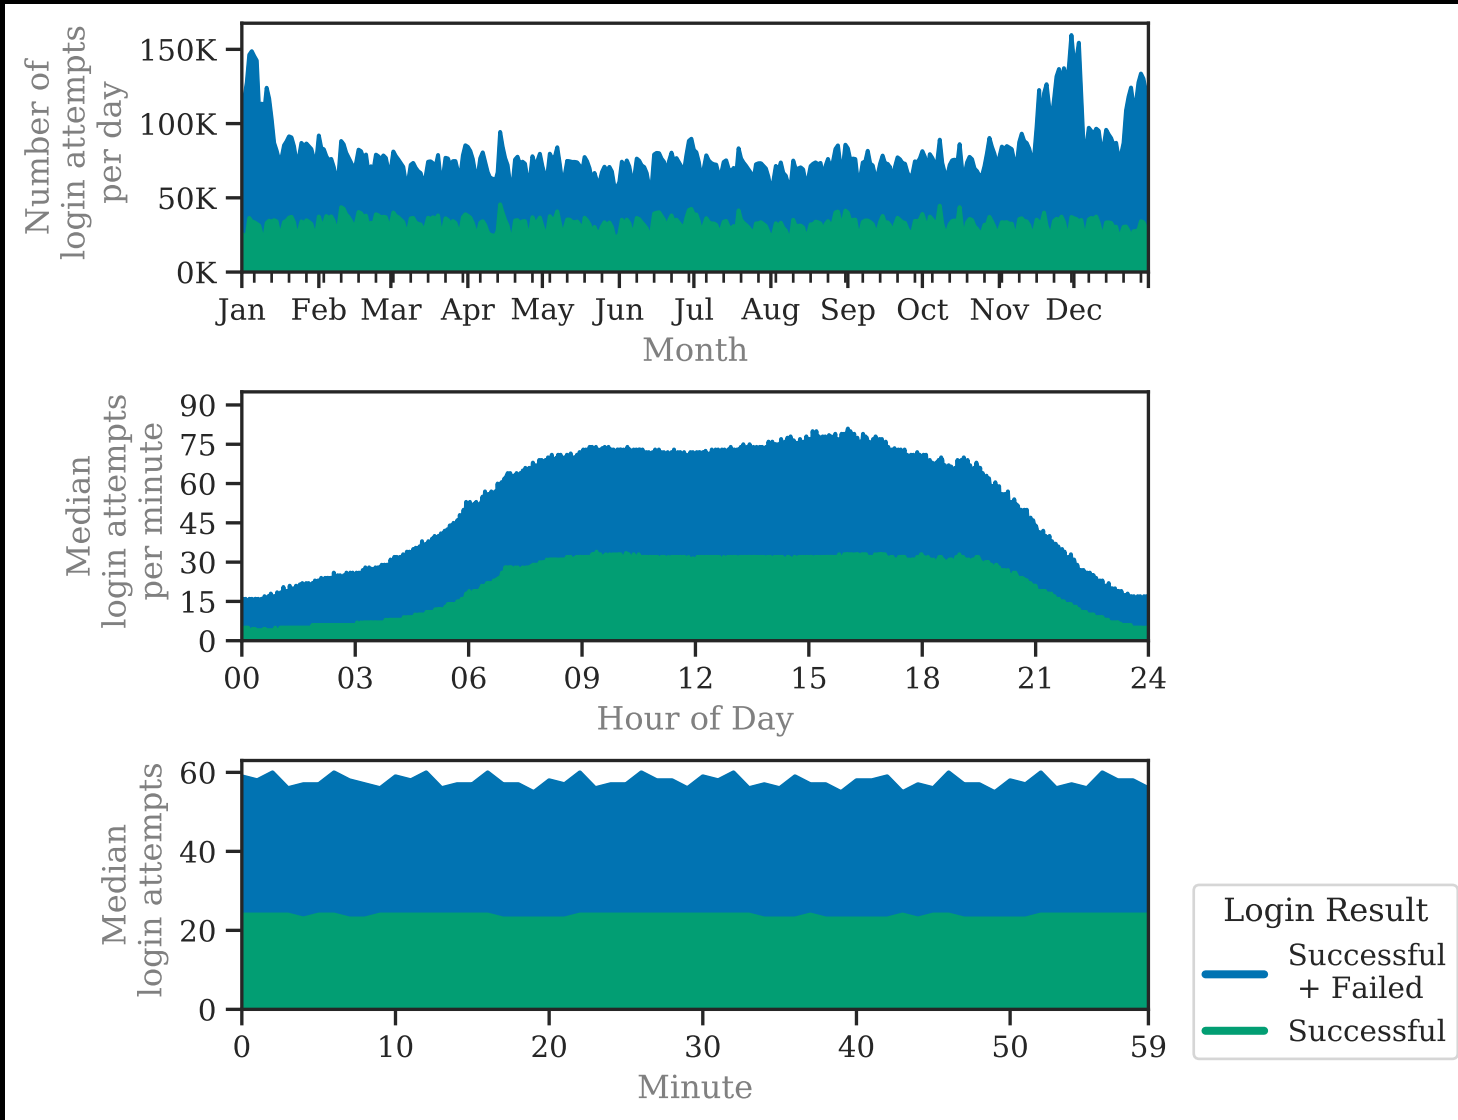 Number of
login attempts
per day
150K
100K
50K
0K
Jan Feb Mar Apr May Jun Jul Aug Sep Oct Nov Dec
Month
Median
login attempts
per minute
90
75
60
45
30
15
0
00 03 06 09 12 15 18 21 24
Hour of Day
Median
login attempts
60
40
20
0
0 10 20 30 40 50 59
Minute
Login Result
Successful
+ Failed
Successful